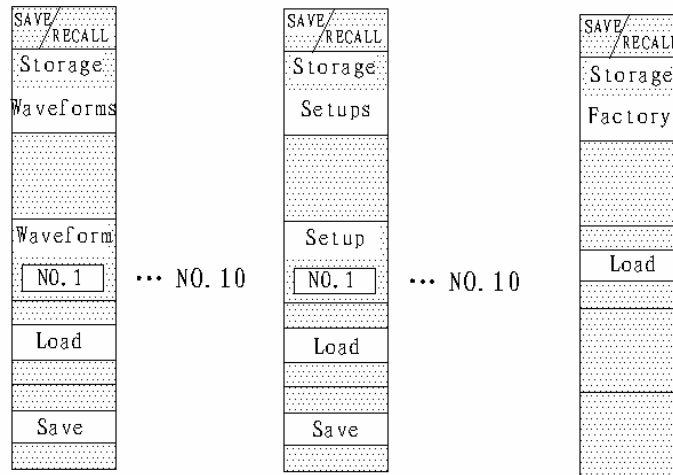 SAVE/RECALL
Storage
Waveforms
Waveform
NO.1
... NO.10
Load
Save
SAVE/RECALL
Storage
Setups
Setup
NO.1
... NO.10
Load
Save
SAVE/RECALL
Storage
Factory
Load